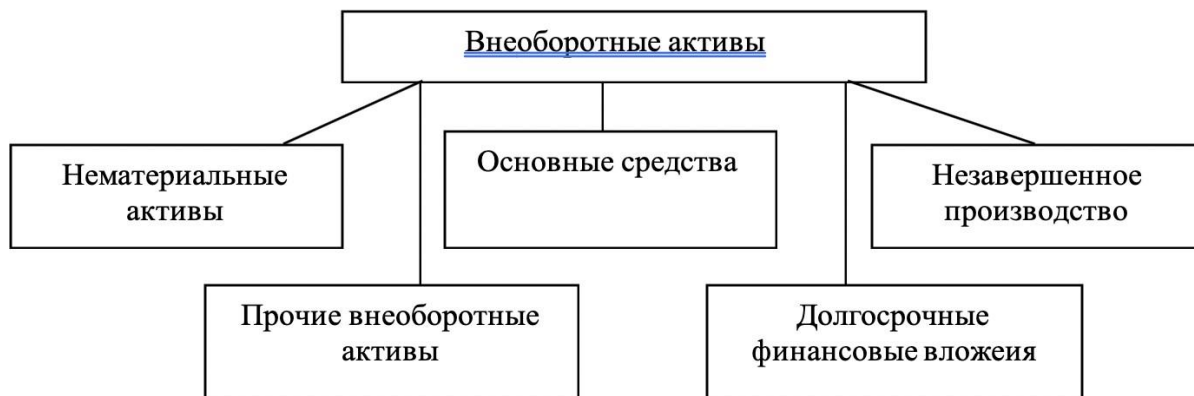 Внеоборотные активы
Нематериальные
активы
Основные средства
Незавершенное
производство
Прочие внеоборотные
активы
Долгосрочные
финансовые вложеия